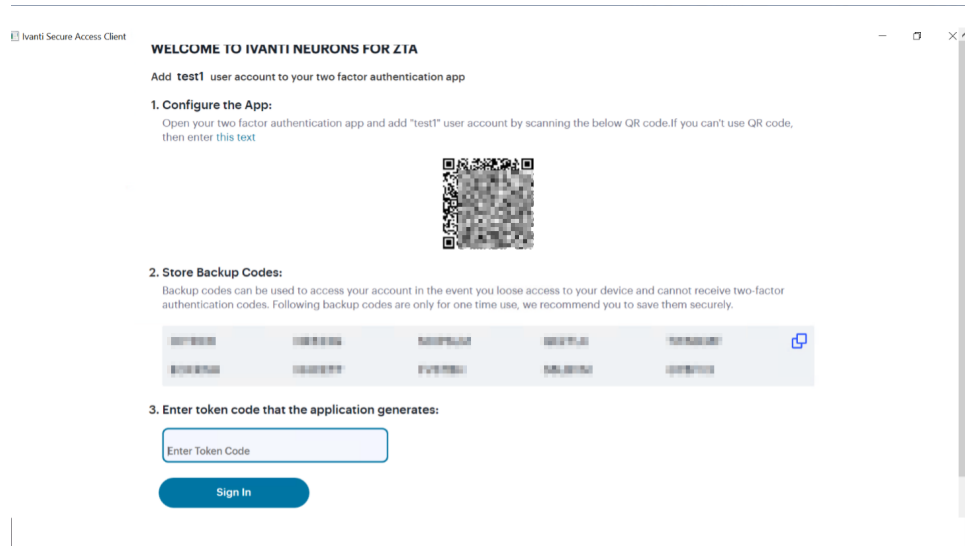 Ivanti Secure Access Client
WELCOME TO IVANTI NEURONS FOR ZTA
Add test1 user account to your two factor authentication app
1. Configure the App:
Open your two factor authentication app and add "test1" user account by scanning the below QR code.If you can't use QR code,
then enter this text
2. Store Backup Codes:
Backup codes can be used to access your account in the event you loose access to your device and cannot receive two-factor
authentication codes. Following backup codes are only for one time use, we recommend you to save them securely.
3. Enter token code that the application generates:
Enter Token Code
Sign In